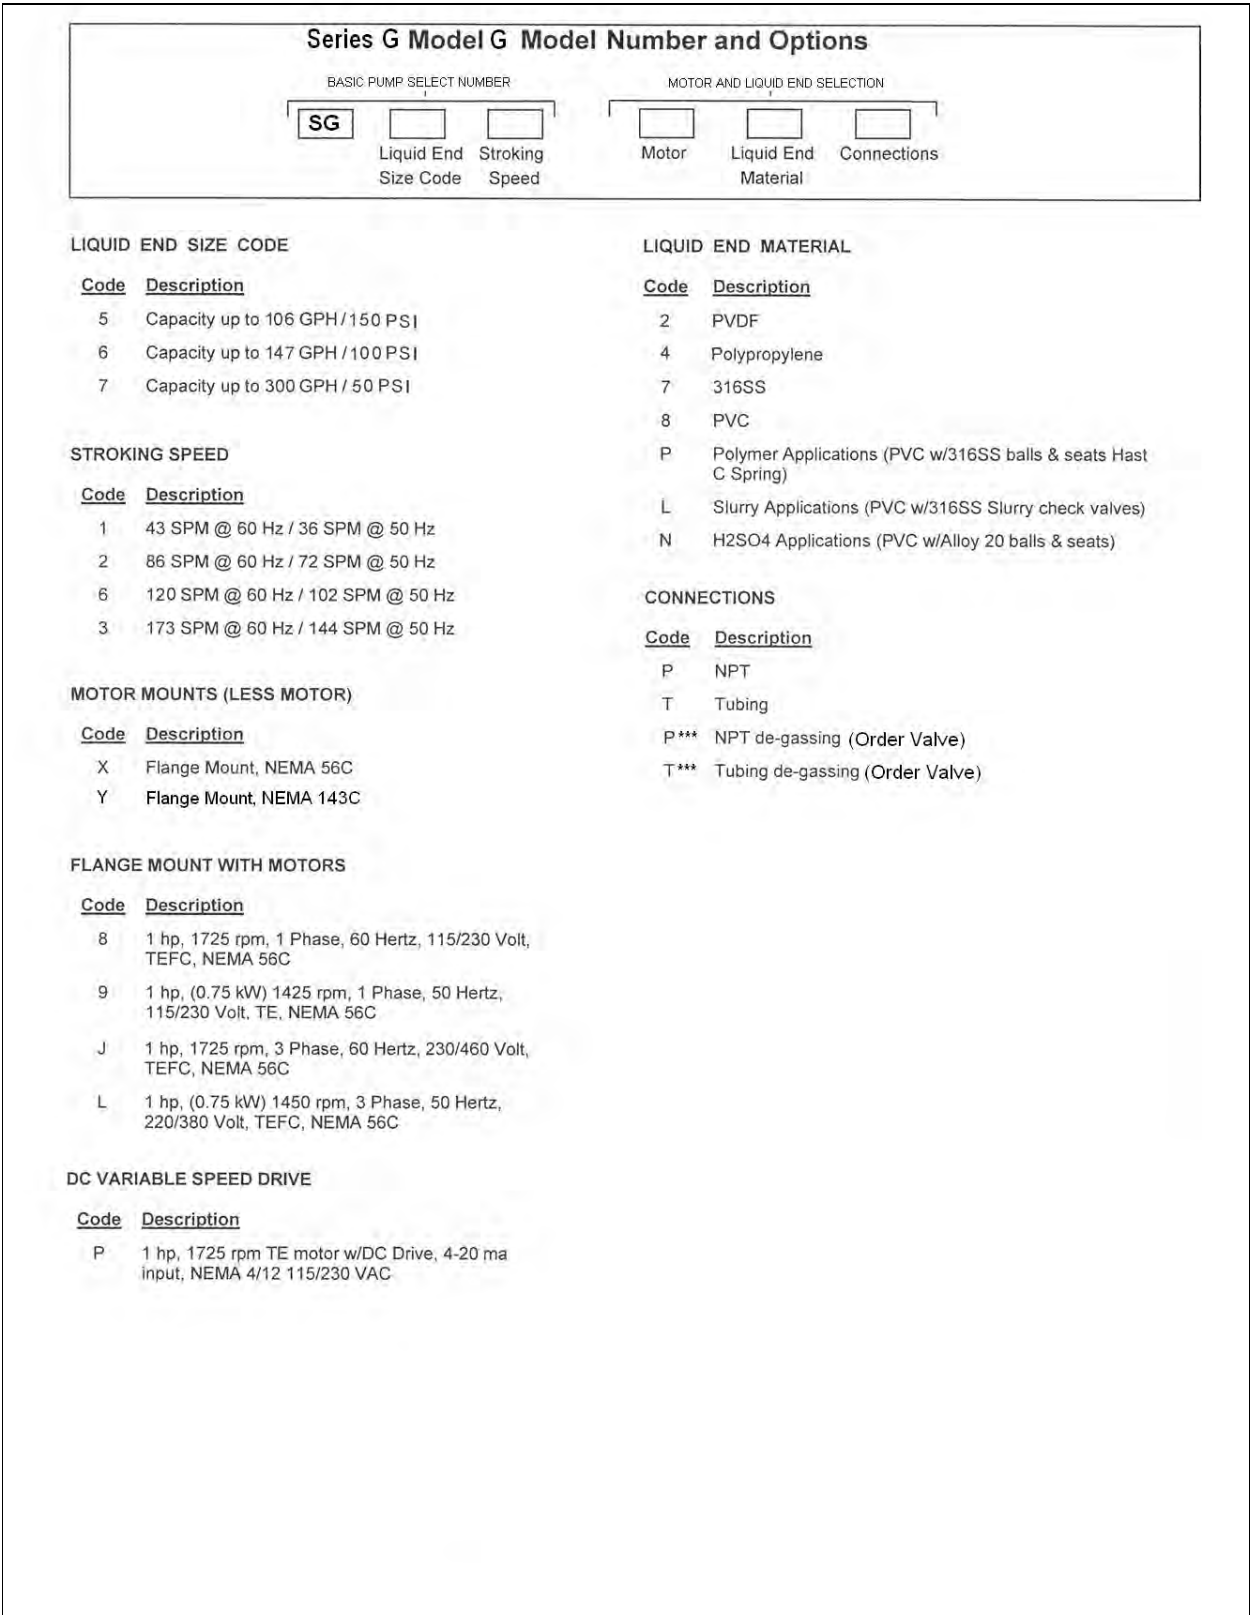 Series G Model G Model Number and Options
BASIC PUMP SELECT NUMBER
MOTOR AND LIQUID END SELECTION
SG
Liquid End
Size Code
Stroking
Speed
Motor
Liquid End
Material
Connections
LIQUID END SIZE CODE
Code Description
5 Capacity up to 106 GPH/150 PSI
6 Capacity up to 147 GPH /100 PSI
7 Capacity up to 300 GPH / 50 PSI
STROKING SPEED
Code Description
1 43 SPM @ 60 Hz / 36 SPM @ 50 Hz
2 86 SPM @ 60 Hz / 72 SPM @ 50 Hz
6 120 SPM @ 60 Hz / 102 SPM @ 50 Hz
3 173 SPM @ 60 Hz / 144 SPM @ 50 Hz
MOTOR MOUNTS (LESS MOTOR)
Code Description
X Flange Mount, NEMA 56C
Y Flange Mount, NEMA 143C
FLANGE MOUNT WITH MOTORS
Code Description
8 1 hp, 1725 rpm, 1 Phase, 60 Hertz, 115/230 Volt,
TEFC, NEMA 56C
9 1 hp, (0.75 kW) 1425 rpm, 1 Phase, 50 Hertz,
115/230 Volt, TE, NEMA 56C
J 1 hp, 1725 rpm, 3 Phase, 60 Hertz, 230/460 Volt,
TEFC, NEMA 56C
L 1 hp, (0.75 kW) 1450 rpm, 3 Phase, 50 Hertz,
220/380 Volt, TEFC, NEMA 56C
DC VARIABLE SPEED DRIVE
Code Description
P 1 hp, 1725 rpm TE motor w/DC Drive, 4-20 ma
input, NEMA 4/12 115/230 VAC
LIQUID END MATERIAL
Code Description
2 PVDF
4 Polypropylene
7 316SS
8 PVC
P Polymer Applications (PVC w/316SS balls & seats Hast
C Spring)
L Slurry Applications (PVC w/316SS Slurry check valves)
N H2SO4 Applications (PVC w/Alloy 20 balls & seats)
CONNECTIONS
Code Description
P NPT
T Tubing
P*** NPT de-gassing (Order Valve)
T*** Tubing de-gassing (Order Valve)